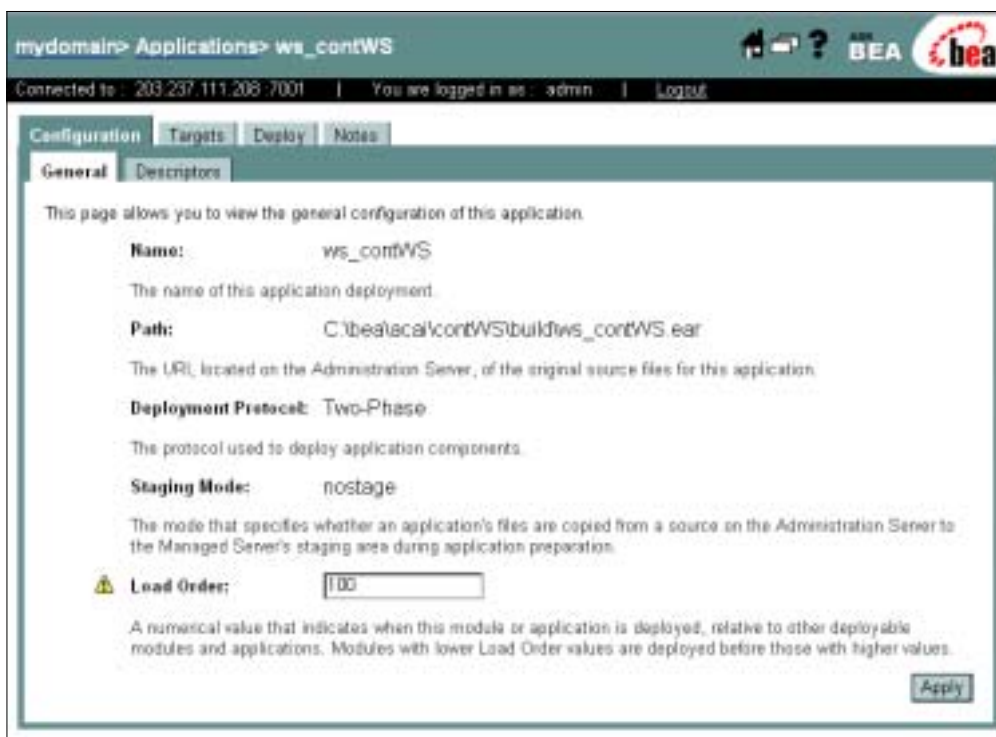 mydomain> Applications> ws_contWS
? ASK BEA bea
Connected to : 203.237.111.208 :7001 | You are logged in as : admin | Logout
Configuration Targets Deploy Notes
General Descriptors
This page allows you to view the general configuration of this application.
Name: ws_contWS
The name of this application deployment.
Path: C:\bea\acai\contWS\build\ws_contWS.ear
The URI, located on the Administration Server, of the original source files for this application.
Deployment Protocol: Two-Phase
The protocol used to deploy application components.
Staging Mode: nostage
The mode that specifies whether an application's files are copied from a source on the Administration Server to
the Managed Server's staging area during application preparation.
Load Order: 100
A numerical value that indicates when this module or application is deployed, relative to other deployable
modules and applications. Modules with lower Load Order values are deployed before those with higher values.
Apply